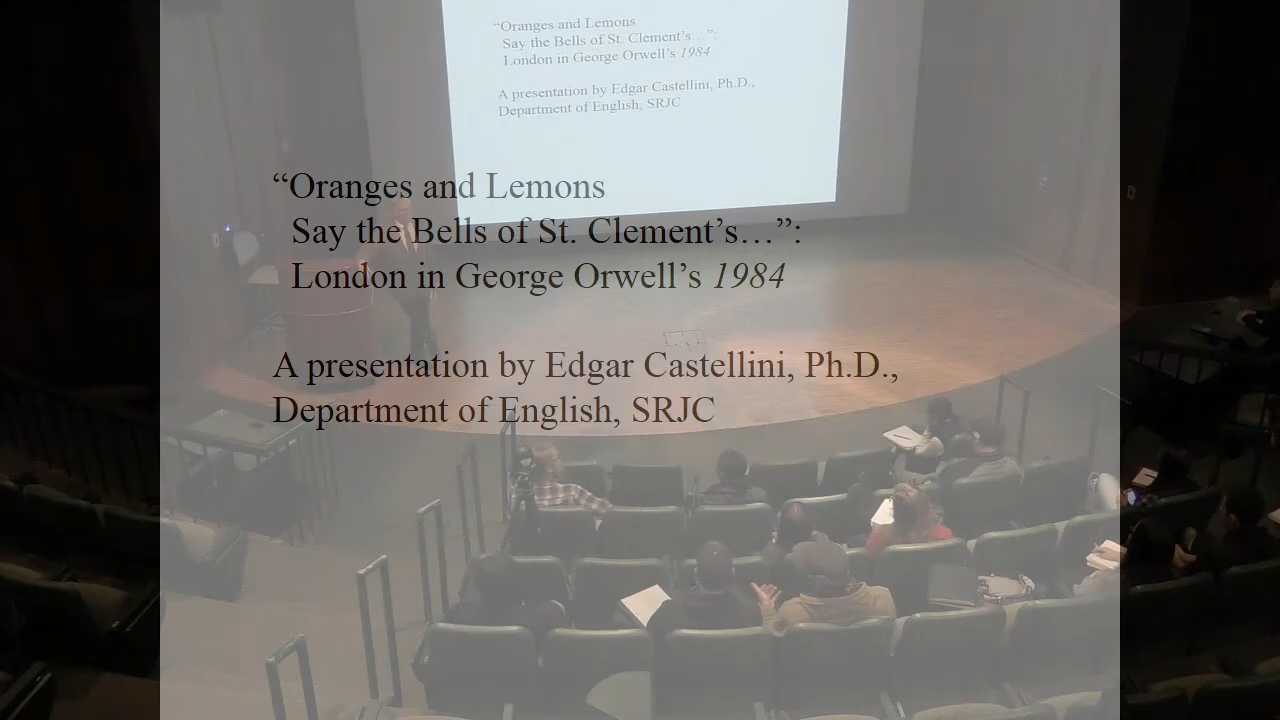 “Oranges and Lemons
Say the Bells of St. Clement’s…”:
London in George Orwell’s 1984
A presentation by Edgar Castellini, Ph.D.,
Department of English, SRJC
“Oranges and Lemons
Say the Bells of St. Clement’s…”:
London in George Orwell’s 1984
A presentation by Edgar Castellini, Ph.D.,
Department of English, SRJC